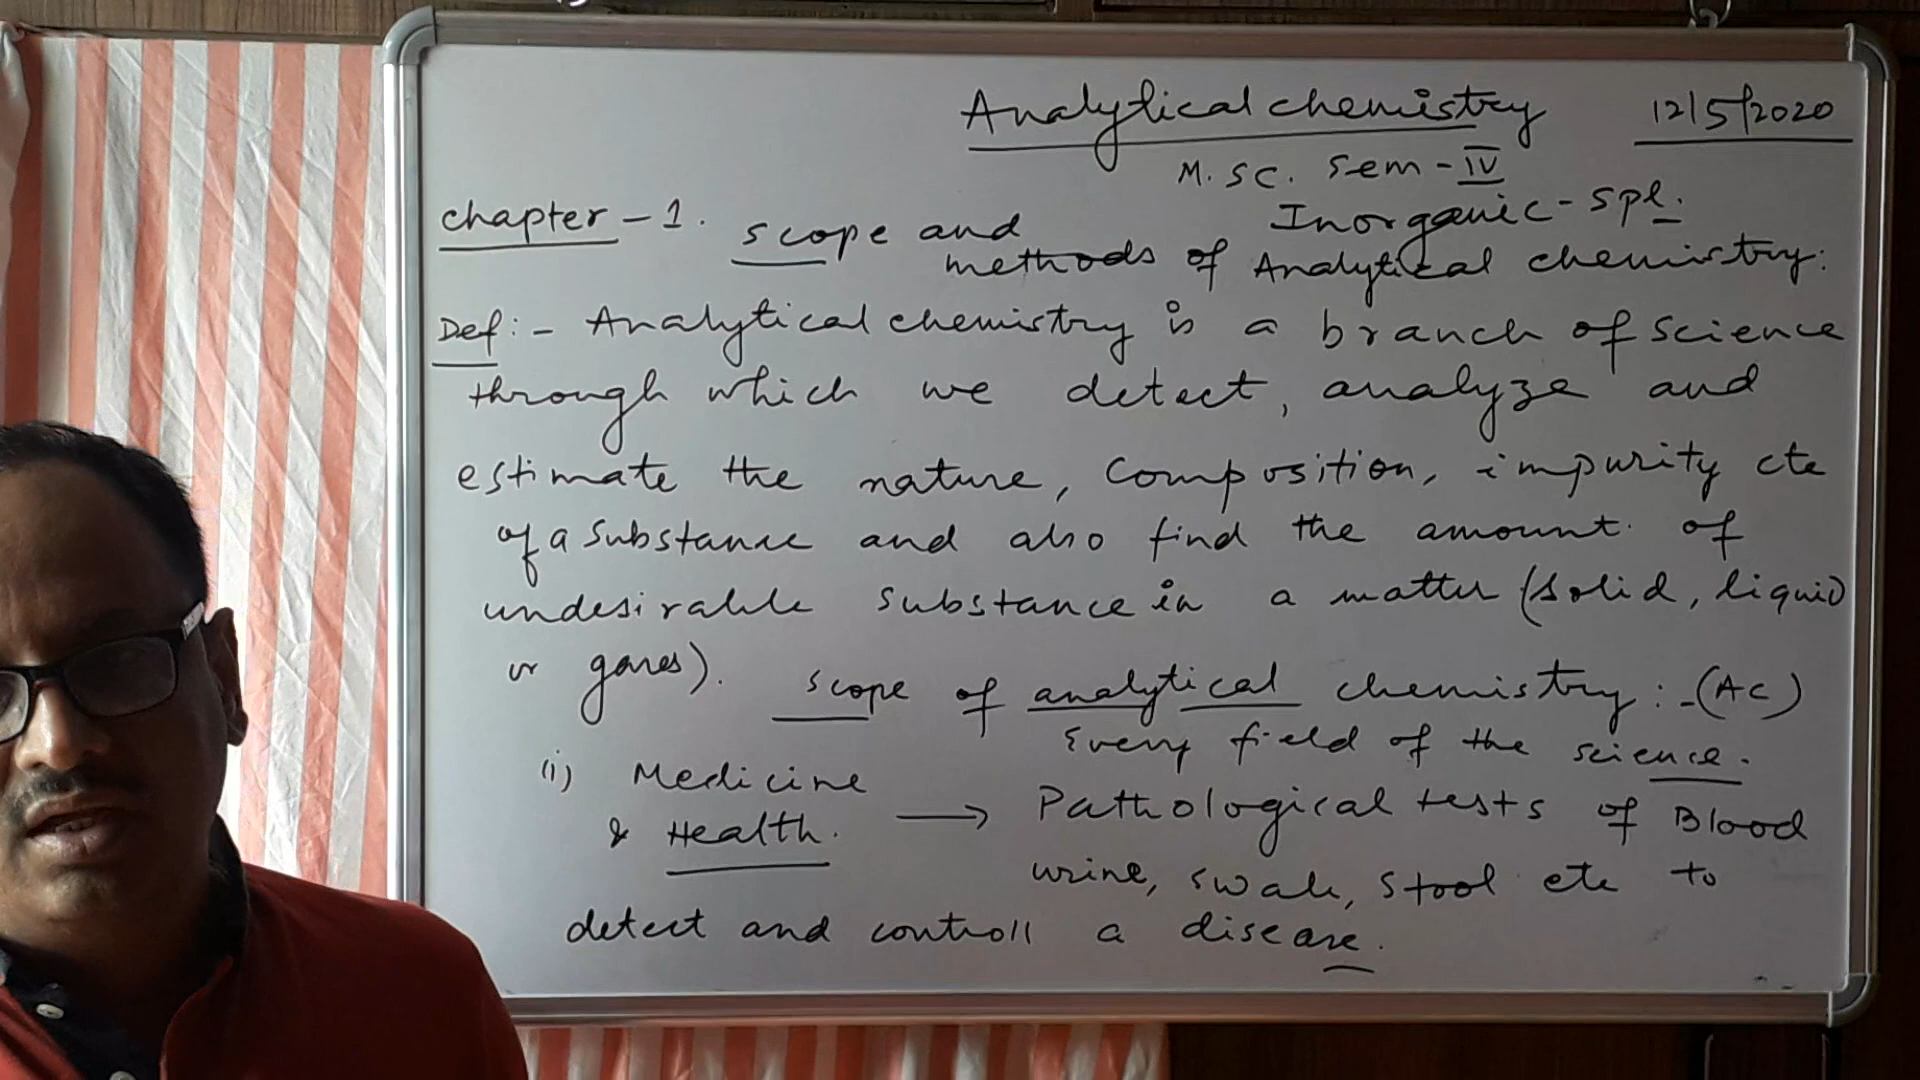 Analytical chemistry 12/5/2020
M.Sc. Sem-IV
Inorganic-Spl.
Chapter-1. Scope and
methods of Analytical chemistry:
Def:- Analytical chemistry is a branch of science
through which we detect, analyze and
estimate the nature, composition, impurity etc
of a substance and also find the amount of
undesirable substance in a matter (solid, liquid
or gases).
Scope of analytical chemistry:-(AC)
Every field of the science.
(i) Medicine
& Health. → Pathological tests of Blood
urine, swab, stool etc to
detect and controll a disease.